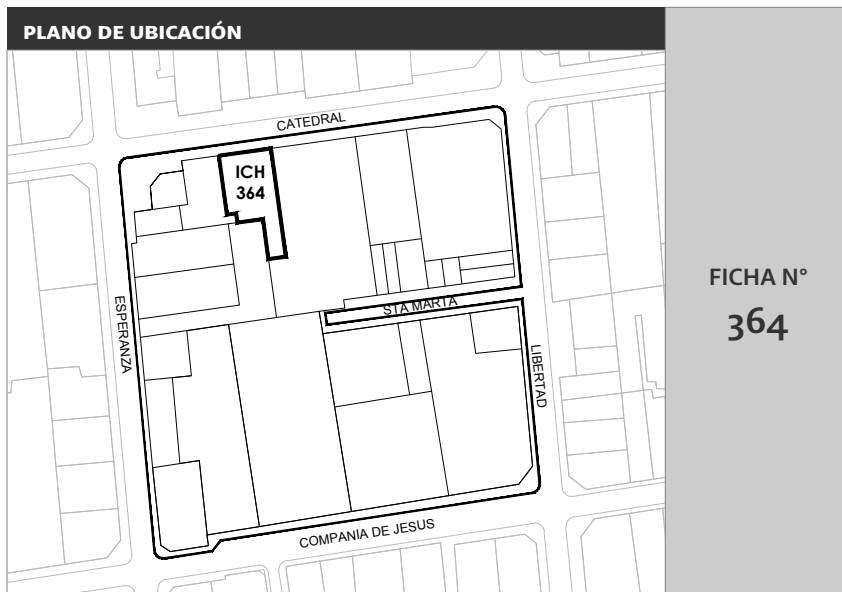 PLANO DE UBICACIÓN
CATEDRAL
ICH
364
ESPERANZA
STA MARTA
LIBERTAD
COMPANIA DE JESUS
FICHA N°
364